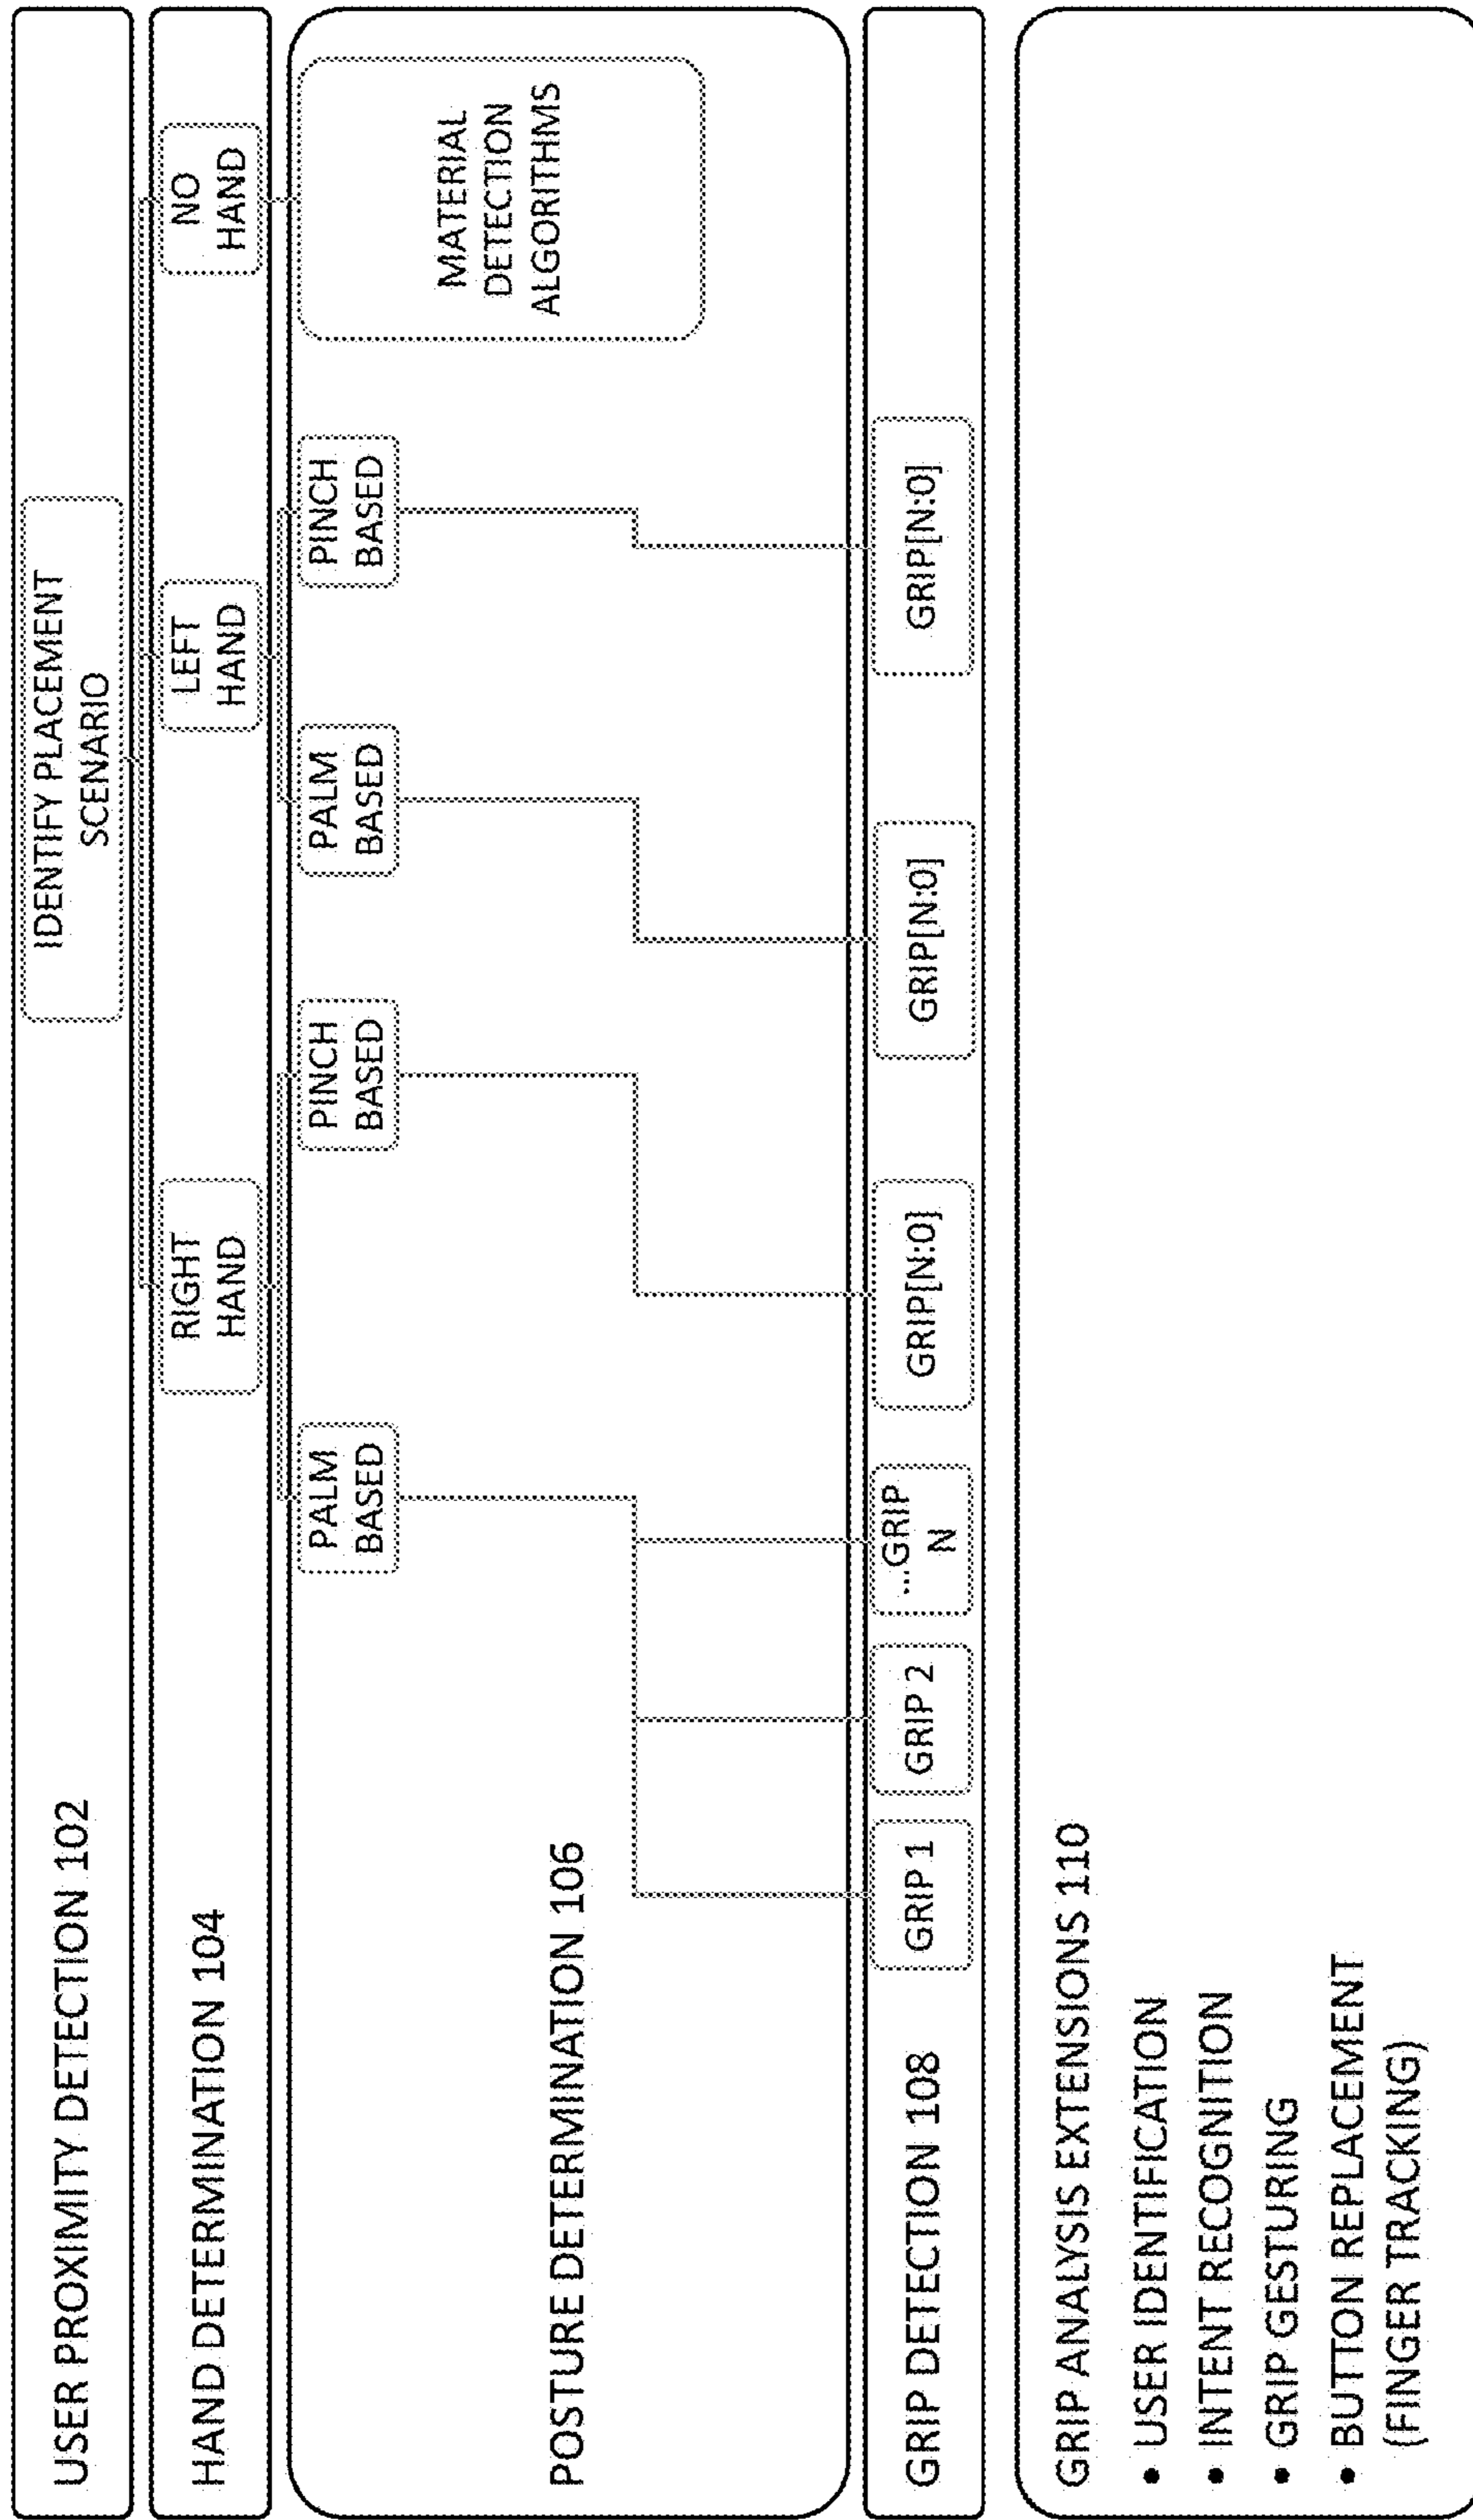 USER PROXIMITY DETECTION 102
IDENTIFY PLACEMENT
SCENARIO
HAND DETERMINATION 104
RIGHT
HAND
LEFT
HAND
NO
HAND
POSTURE DETERMINATION 106
PALM
BASED
PINCH
BASED
PALM
BASED
PINCH
BASED
MATERIAL
DETECTION
ALGORITHMS
GRIP DETECTION 108
GRIP 1
GRIP 2
...GRIP
N
GRIP[N:0]
GRIP[N:0]
GRIP[N:0]
GRIP ANALYSIS EXTENSIONS 110
• USER IDENTIFICATION
• INTENT RECOGNITION
• GRIP GESTURING
• BUTTON REPLACEMENT
(FINGER TRACKING)